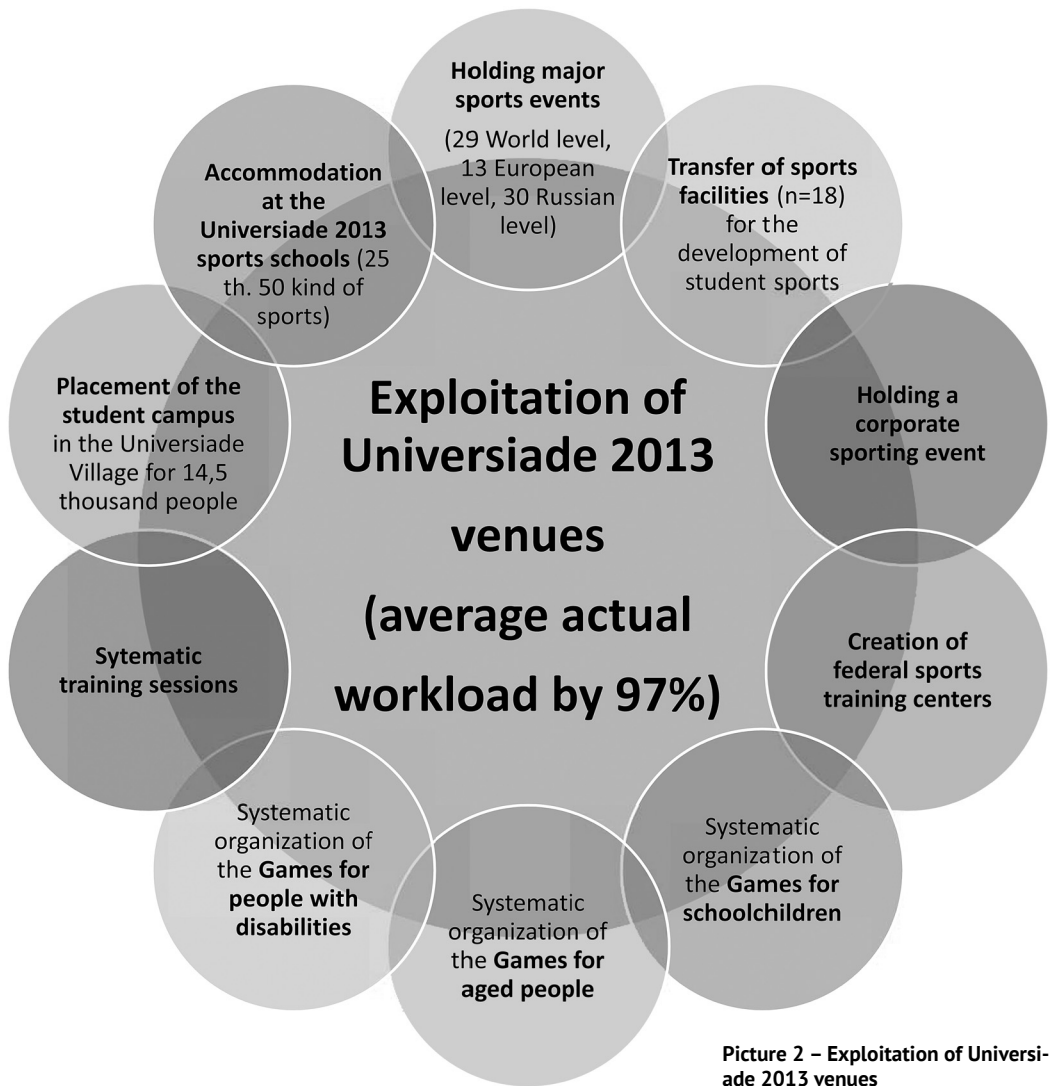 Holding major
sports events
(29 World level,
13 European
level, 30 Russian
level)
Transfer of sports
facilities (n=18)
for the
development of
student sports
Holding a
corporate
sporting event
Creation of
federal sports
training centers
Systematic
organization of
the Games for
schoolchildren
Systematic
organization of
the Games for
aged people
Systematic
organization of
the Games for
people with
disabilities
Sytematic
training sessions
Placement of the
student campus
in the Universiade
Village for 14,5
thousand people
Accommodation
at the
Universiade 2013
sports schools (25
th. 50 kind of
sports)
Exploitation of
Universiade 2013
venues
(average actual
workload by 97%)
Picture 2 – Exploitation of Universi-
ade 2013 venues